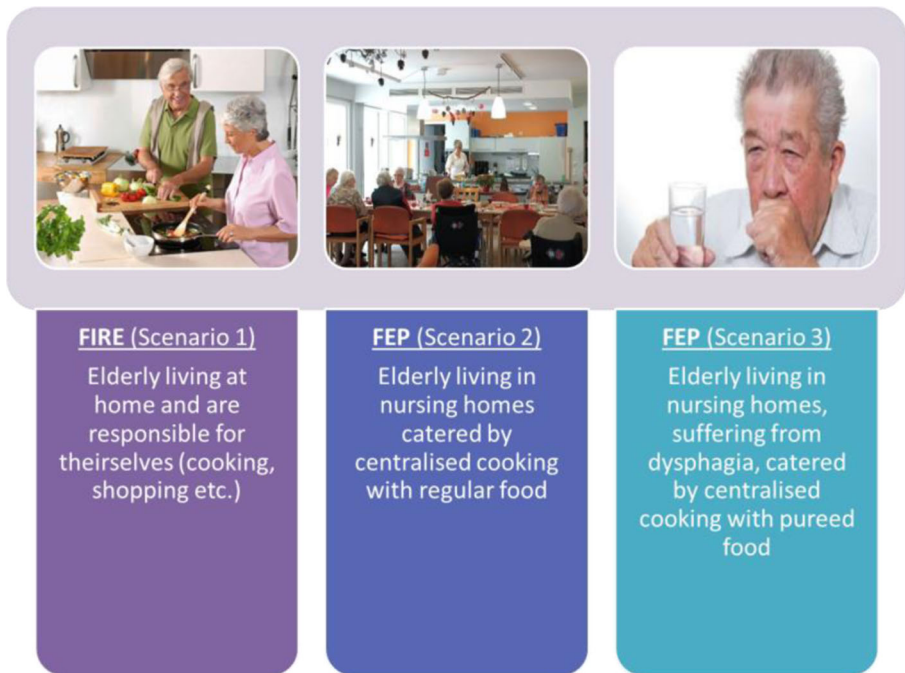 FIRE (Scenario 1)
Elderly living at
home and are
responsible for
theirselves (cooking,
shopping etc.)
FEP (Scenario 2)
Elderly living in
nursing homes
catered by
centralised cooking
with regular food
FEP (Scenario 3)
Elderly living in
nursing homes,
suffering from
dysphagia, catered
by centralised
cooking with pureed
food